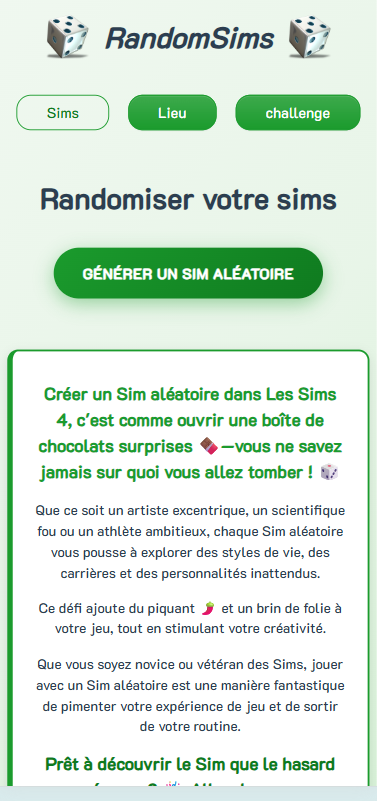 RandomSims
Sims
Lieu
challenge
Randomiser votre sims
GÉNÉRER UN SIM ALÉATOIRE
Créer un Sim aléatoire dans Les Sims
4, c'est comme ouvrir une boîte de
chocolats surprises 🍫—vous ne savez
jamais sur quoi vous allez tomber ! 🎲
Que ce soit un artiste excentrique, un scientifique
fou ou un athlète ambitieux, chaque Sim aléatoire
vous pousse à explorer des styles de vie, des
carrières et des personnalités inattendus.
Ce défi ajoute du piquant 🌶️ et un brin de folie à
votre jeu, tout en stimulant votre créativité.
Que vous soyez novice ou vétéran des Sims, jouer
avec un Sim aléatoire est une manière fantastique
de pimenter votre expérience de jeu et de sortir
de votre routine.
Prêt à découvrir le Sim que le hasard